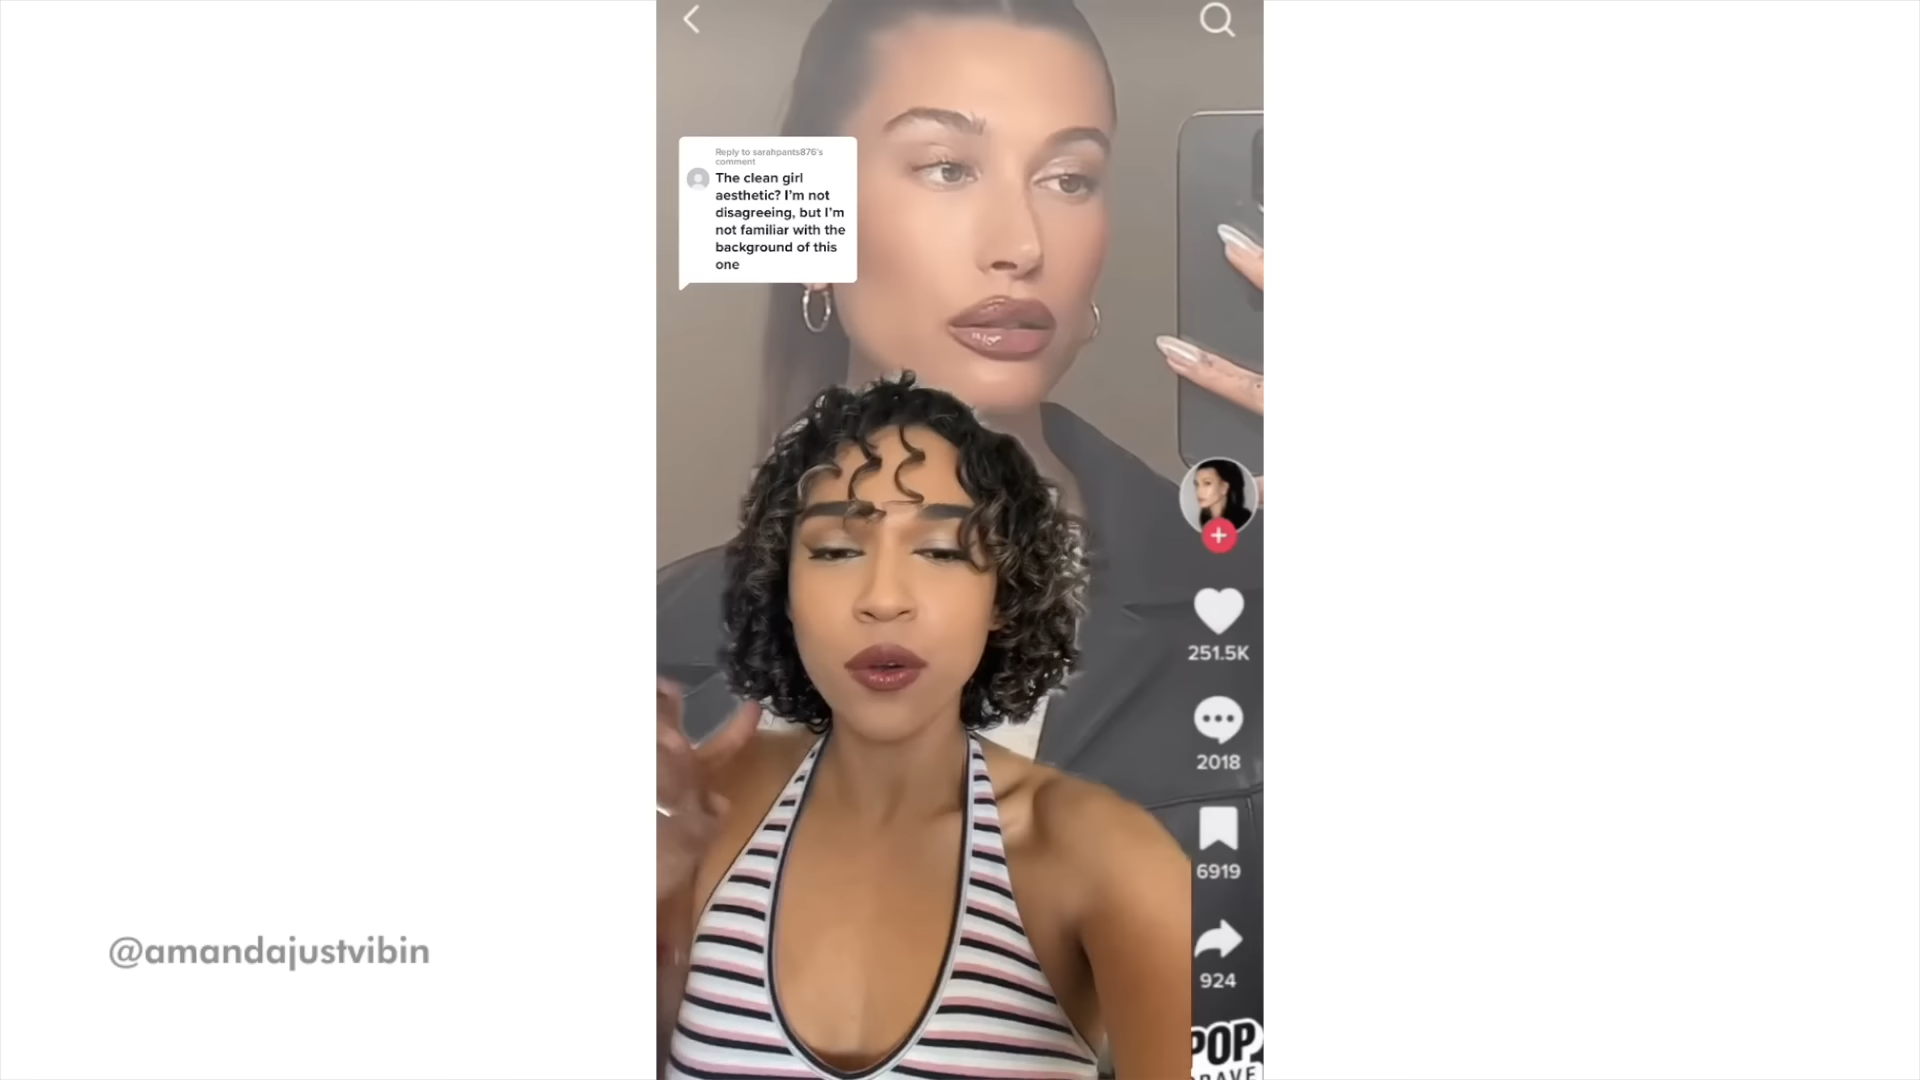 Reply to sarahpants876's
comment
The clean girl
aesthetic? I'm not
disagreeing, but I'm
not familiar with the
background of this
one
251.5K
2018
6919
924
@amandajustvibin
POP